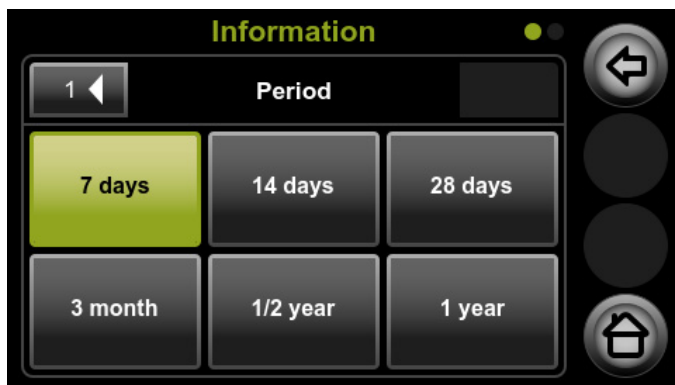 Information
1 Period
7 days 14 days 28 days
3 month 1/2 year 1 year